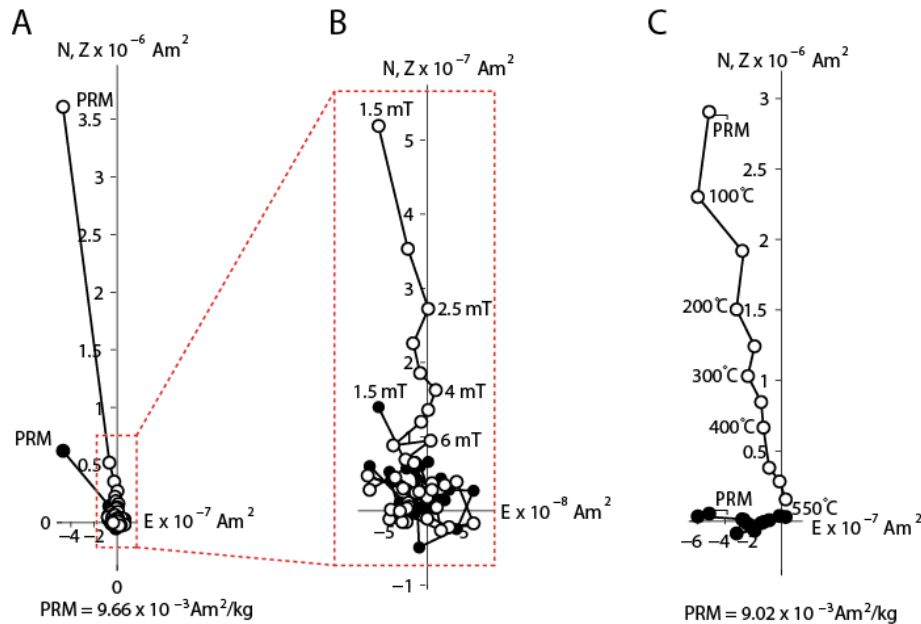 A
N, Z x 10⁻⁶ Am²
PRM
3.5
3
2.5
2
1.5
1
PRM
0.5
0
E x 10⁻⁷ Am²
−4 −2
0
PRM = 9.66 x 10⁻³Am²/kg
B
N, Z x 10⁻⁷ Am²
1.5 mT
5
4
3
2.5 mT
2
1.5 mT
4 mT
6 mT
E x 10⁻⁸ Am²
−5
5
−1
C
N, Z x 10⁻⁶ Am²
3
PRM
2.5
100°C
2
200°C
1.5
300°C
1
400°C
0.5
PRM
550°C
E x 10⁻⁷ Am²
−6 −4 −2
PRM = 9.02 x 10⁻³Am²/kg